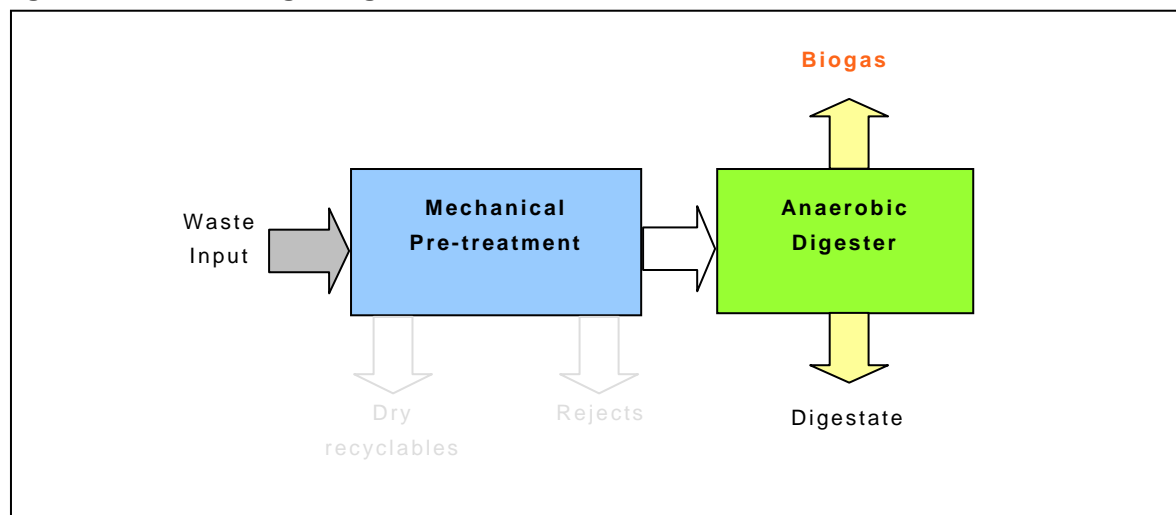 Biogas
Waste
Input
Mechanical
Pre-treatment
Anaerobic
Digester
Dry
recyclables
Rejects
Digestate